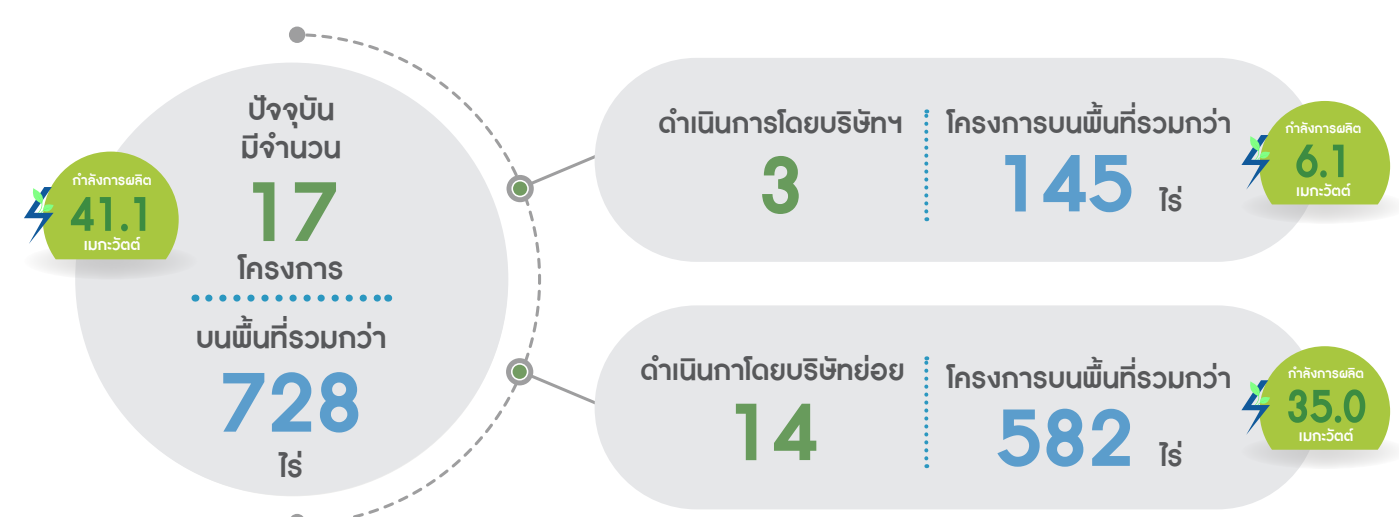 กำลังการผลิต
41.1
เมกะวัตต์
ปัจจุบัน
มีจำนวน
17
โครงการ
บนพื้นที่รวมกว่า
728
ไร่
ดำเนินการโดยบริษัทฯ
3
โครงการบนพื้นที่รวมกว่า
145 ไร่
กำลังการผลิต
6.1
เมกะวัตต์
ดำเนินกาโดยบริษัทย่อย
14
โครงการบนพื้นที่รวมกว่า
582 ไร่
กำลังการผลิต
35.0
เมกะวัตต์